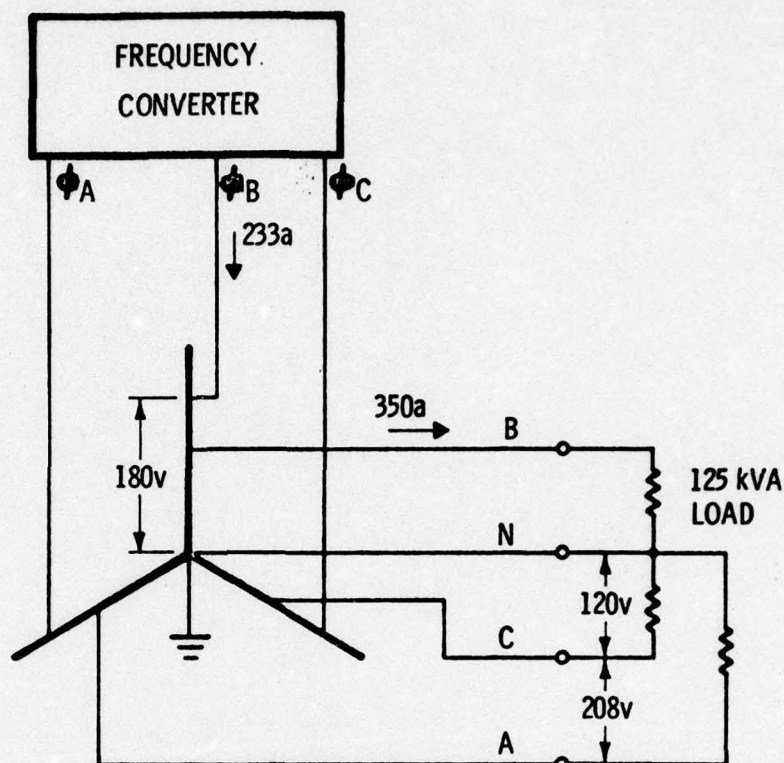 FREQUENCY
CONVERTER
ϕA
ϕB
ϕC
233a
180v
350a
B
125 kVA
LOAD
N
120v
C
208v
A